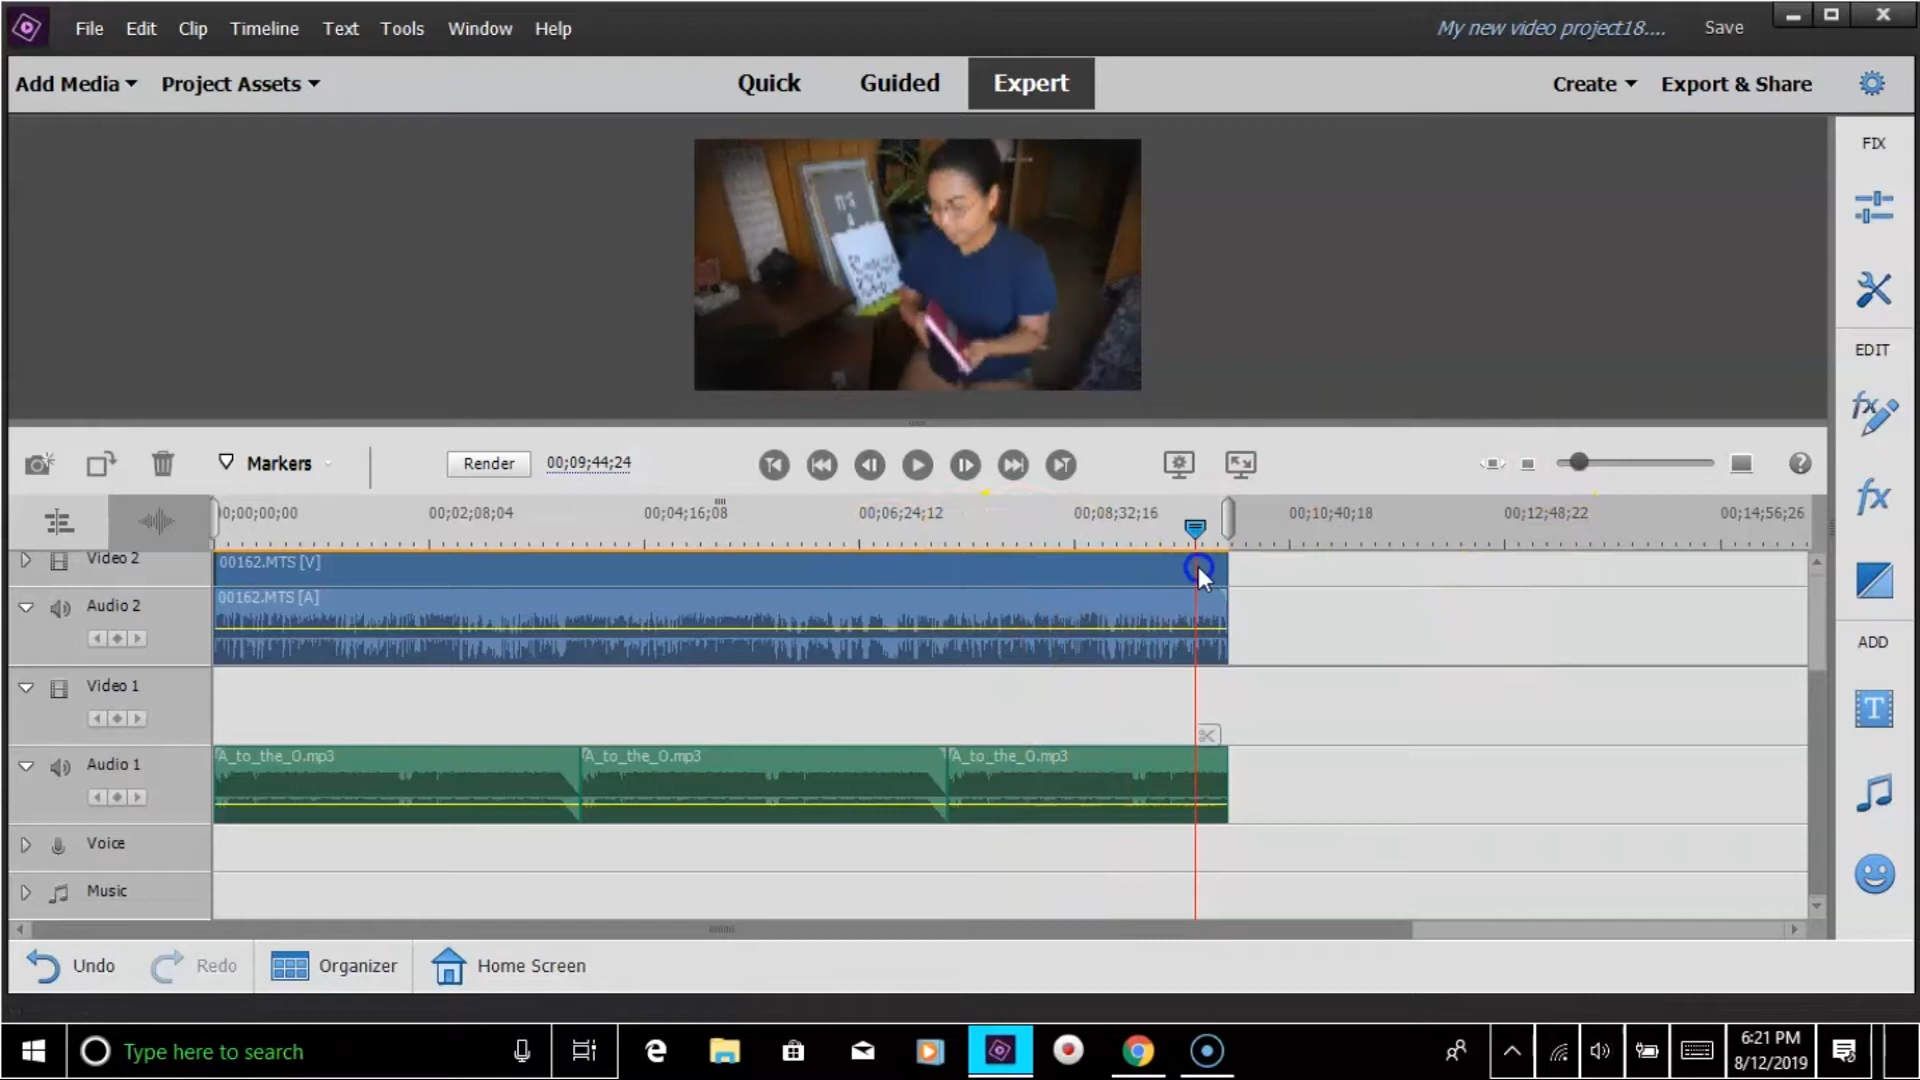 File Edit Clip Timeline Text Tools Window Help
My new video project18.... Save
Add Media Project Assets Quick Guided Expert Create Export & Share
FIX
EDIT
ADD
Markers Render 00;09;44;24
;00;00;00 00;02;08;04 00;04;16;08 00;06;24;12 00;08;32;16 00;10;40;18 00;12;48;22 00;14;56;26
Video 2 00162.MTS [V]
Audio 2 00162.MTS [A]
Video 1
Audio 1 A_to_the_O.mp3 A_to_the_O.mp3 A_to_the_O.mp3
Voice
Music
Undo Redo Organizer Home Screen
Type here to search
6:21 PM
8/12/2019